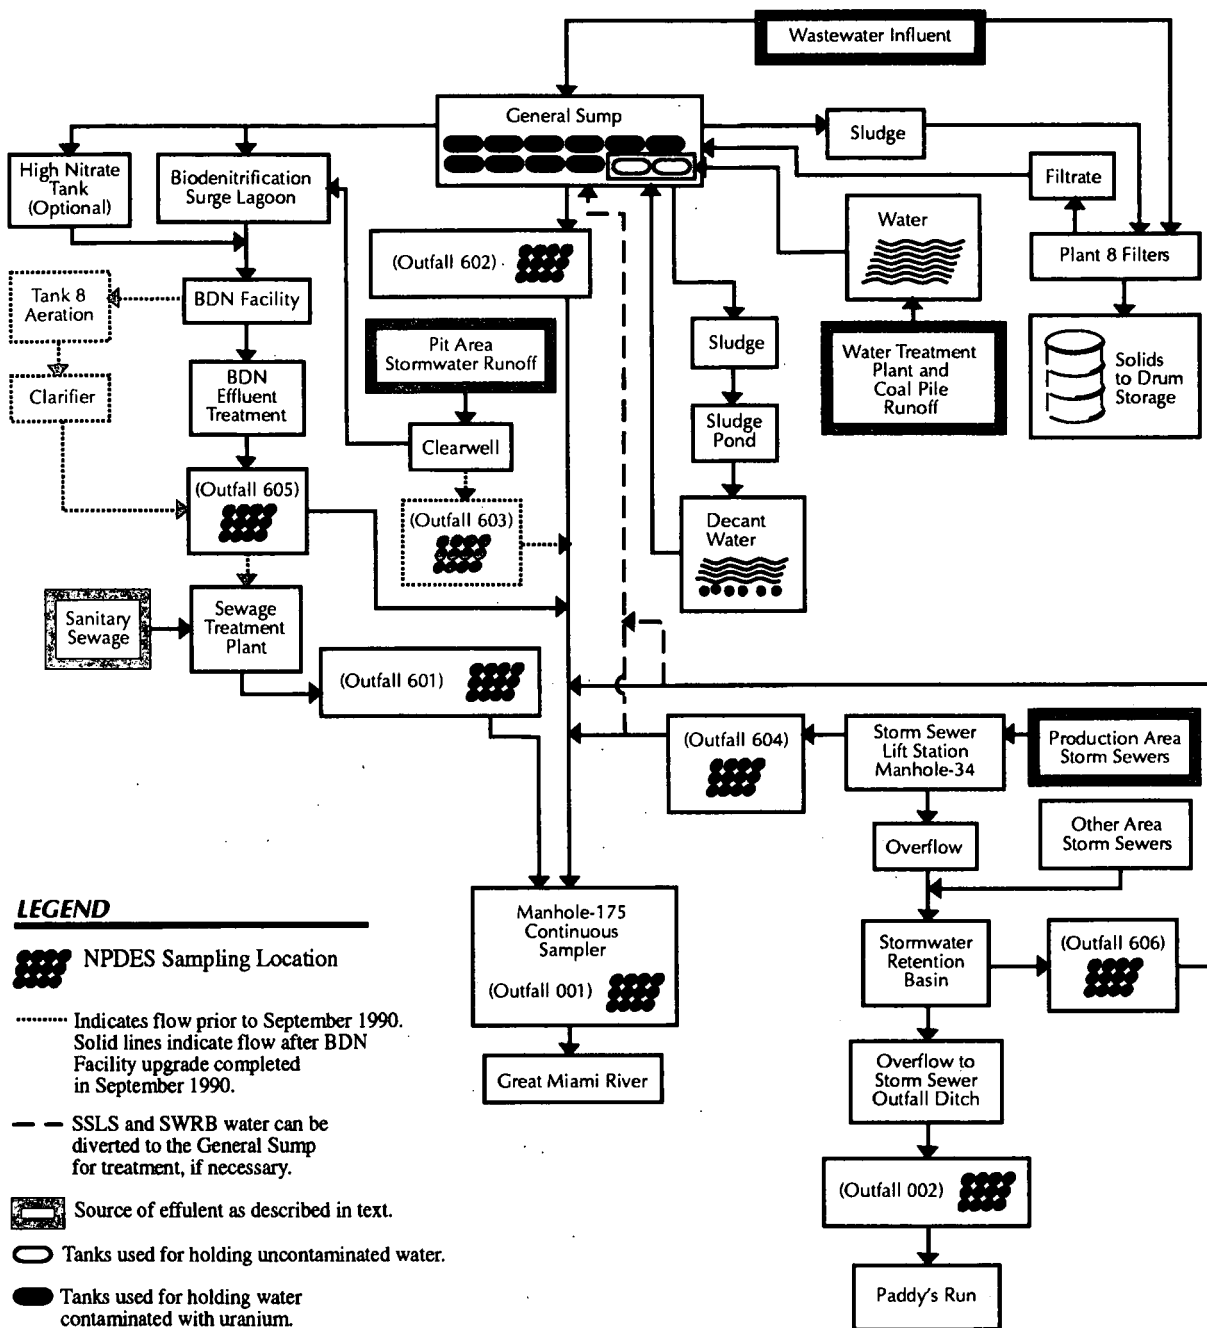 Wastewater Influent
General Sump
Sludge
High Nitrate
Tank
(Optional)
Biodenitrification
Surge Lagoon
Filtrate
Water
(Outfall 602)
Plant 8 Filters
Tank 8
Aeration
BDN Facility
Pit Area
Stormwater Runoff
Sludge
Water Treatment
Plant and
Coal Pile
Runoff
Solids
to Drum
Storage
Clarifier
BDN
Effluent
Treatment
Clearwell
Sludge
Pond
(Outfall 605)
(Outfall 603)
Decant
Water
Sanitary
Sewage
Sewage
Treatment
Plant
(Outfall 601)
(Outfall 604)
Storm Sewer
Lift Station
Manhole-34
Production Area
Storm Sewers
Overflow
Other Area
Storm Sewers
Manhole-175
Continuous
Sampler
(Outfall 001)
Stormwater
Retention
Basin
(Outfall 606)
Great Miami River
Overflow to
Storm Sewer
Outfall Ditch
(Outfall 002)
Paddy's Run
LEGEND
NPDES Sampling Location
Indicates flow prior to September 1990.
Solid lines indicate flow after BDN
Facility upgrade completed
in September 1990.
SSLS and SWRB water can be
diverted to the General Sump
for treatment, if necessary.
Source of effulent as described in text.
Tanks used for holding uncontaminated water.
Tanks used for holding water
contaminated with uranium.